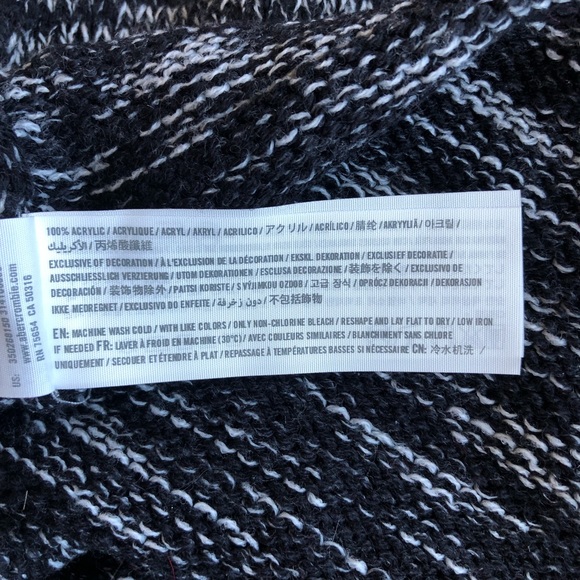 100% ACRYLIC / ACRYLIQUE / ACRYL / AKRYL / ACRILICO / アクリル / ACRÍLICO / 腈纶 / AKRYYLIÄ / 아크릴 /
الأكريليك / 丙烯酸纖維
EXCLUSIVE OF DECORATION / À L'EXCLUSION DE LA DÉCORATION / EKSKL. DEKORATION / EXCLUSIEF DECORATIE /
AUSSCHLIESSLICH VERZIERUNG / UTOM DEKORATIONEN / ESCLUSA DECORAZIONE / 装飾を除く / EXCLUSIVO DE
DECORACIÓN / 装饰物除外 / PAITSI KORISTE / S VÝJIMKOU OZDOB / 고급 장식 / OPRÓCZ DEKORACJI / DEKORASJON
IKKE MEDREGNET / EXCLUSIVO DO ENFEITE / دون زخرفة / 不包括飾物
EN: MACHINE WASH COLD / WITH LIKE COLORS / ONLY NON-CHLORINE BLEACH / RESHAPE AND LAY FLAT TO DRY / LOW IRON
IF NEEDED FR: LAVER À FROID EN MACHINE (30°C) / AVEC COULEURS SIMILAIRES / BLANCHIMENT SANS CHLORE
UNIQUEMENT / SECOUER ET ÉTENDRE À PLAT / REPASSAGE À TEMPÉRATURES BASSES SI NÉCESSAIRE CN: 冷水机洗 /
US:
www.abercrombie.com
RN 75654 CA 50316